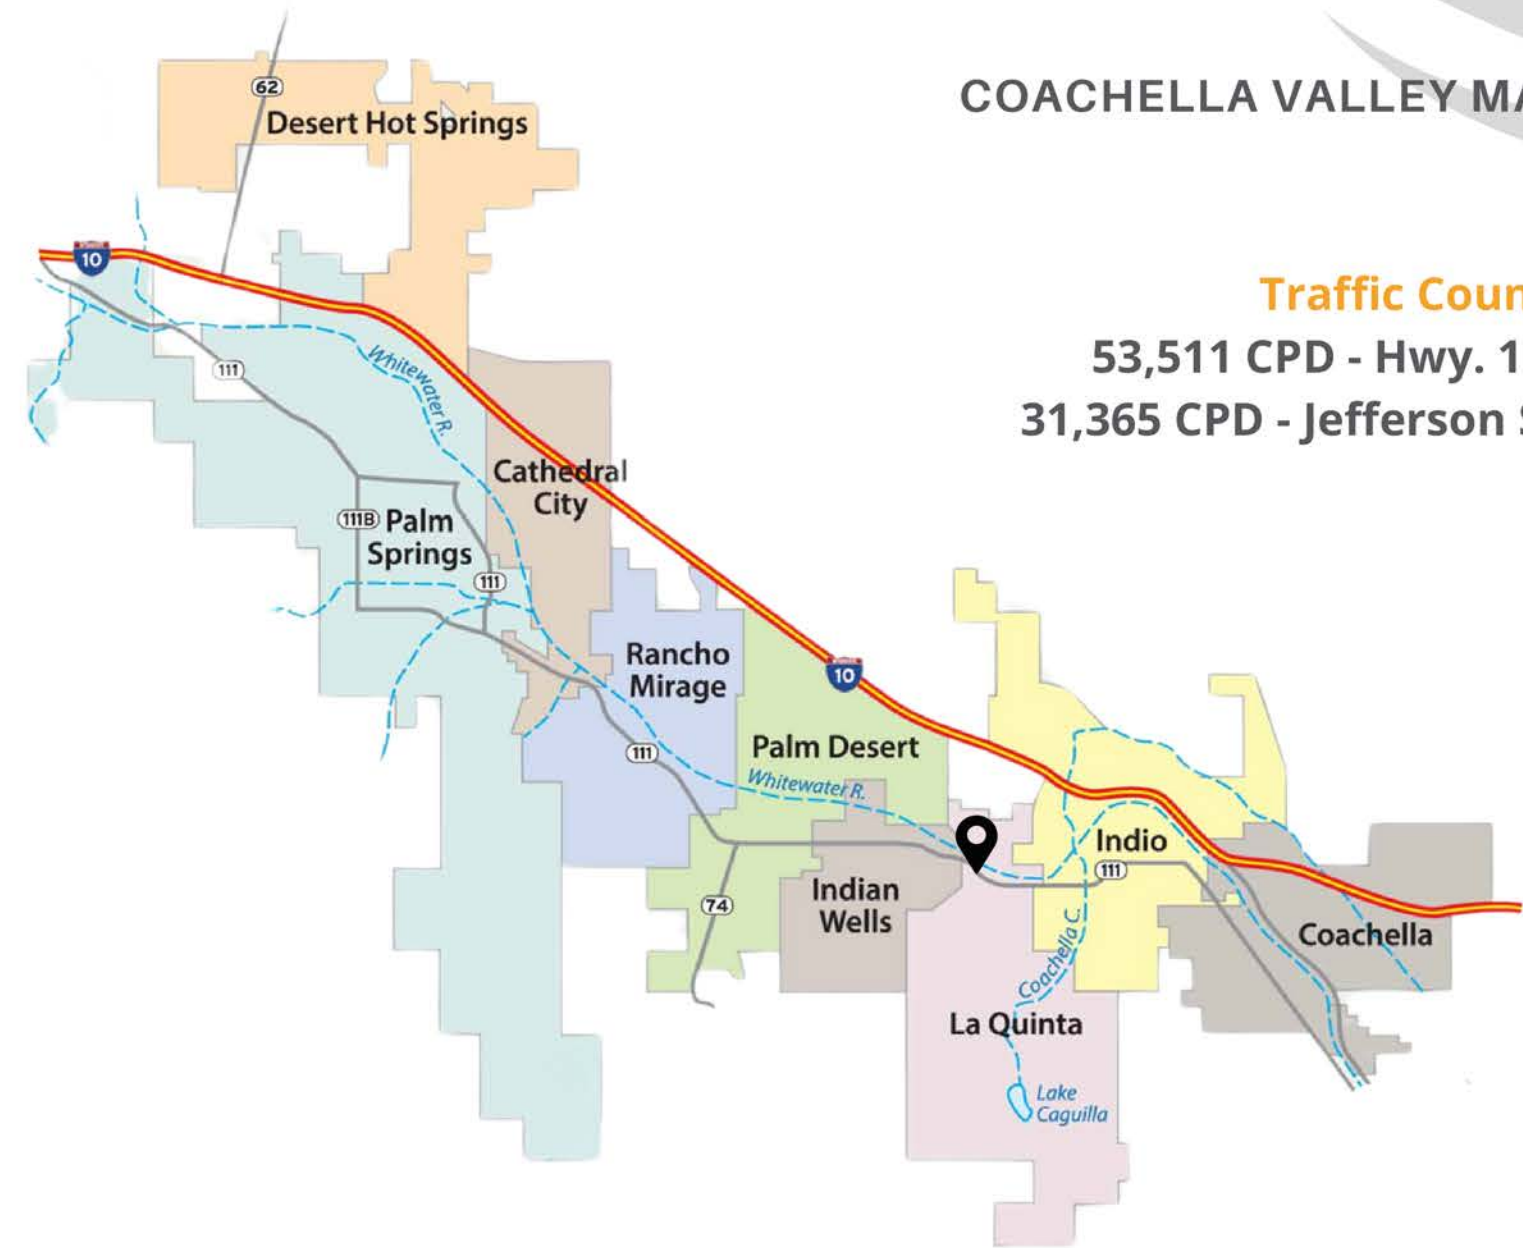 COACHELLA VALLEY MA
Traffic Coun
53,511 CPD - Hwy. 1
31,365 CPD - Jefferson S
62
Desert Hot Springs
10
111
Whitewater R.
Cathedral
City
111B
Palm
Springs
111
Rancho
Mirage
10
111
Palm Desert
Whitewater R.
Indio
111
74
Indian
Wells
Coachella C.
Coachella
La Quinta
Lake
Caguilla